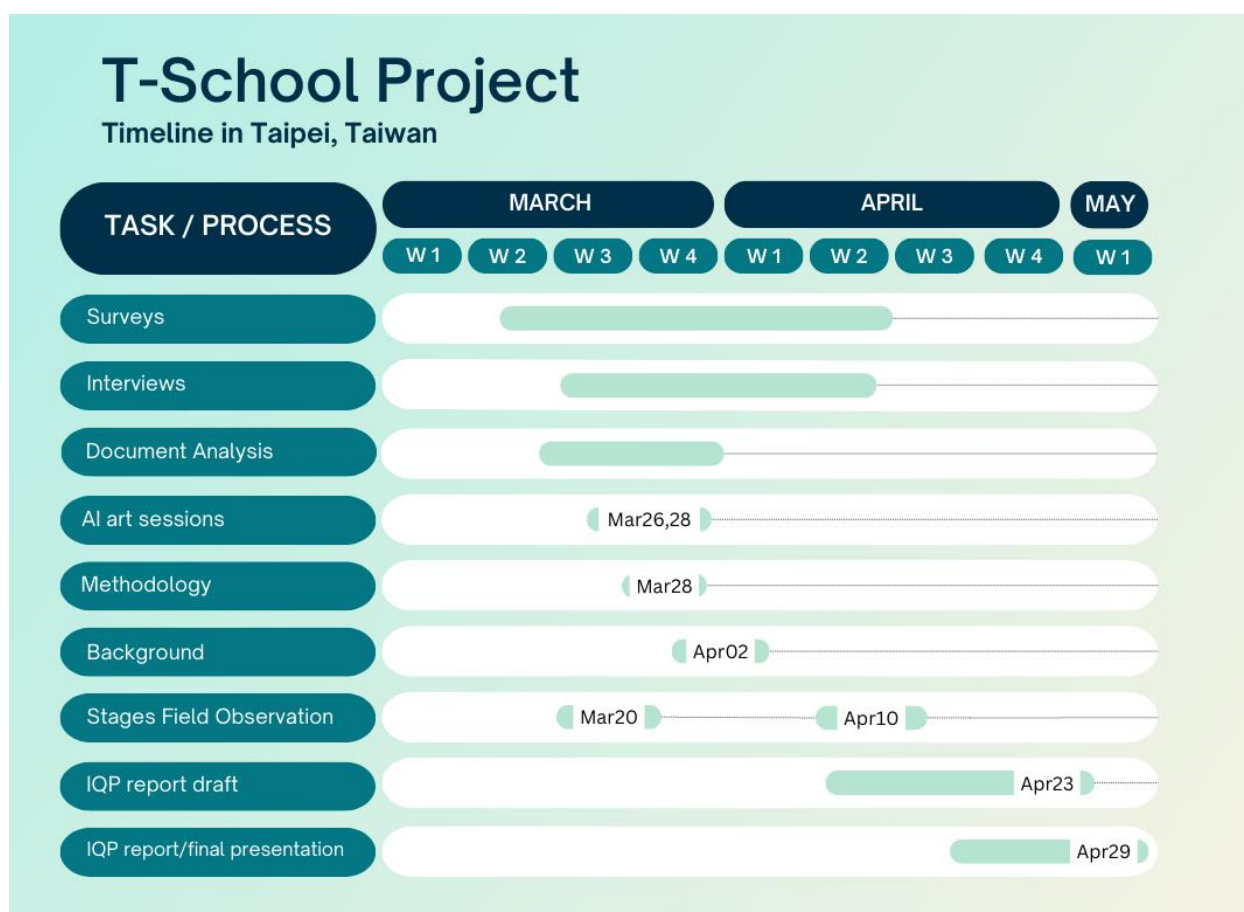 T-School Project
Timeline in Taipei, Taiwan
TASK / PROCESS
MARCH
APRIL
MAY
W 1
W 2
W 3
W 4
W 1
W 2
W 3
W 4
W 1
Surveys
Interviews
Document Analysis
AI art sessions
Mar26,28
Methodology
Mar28
Background
Apr02
Stages Field Observation
Mar20
Apr10
IQP report draft
Apr23
IQP report/final presentation
Apr29